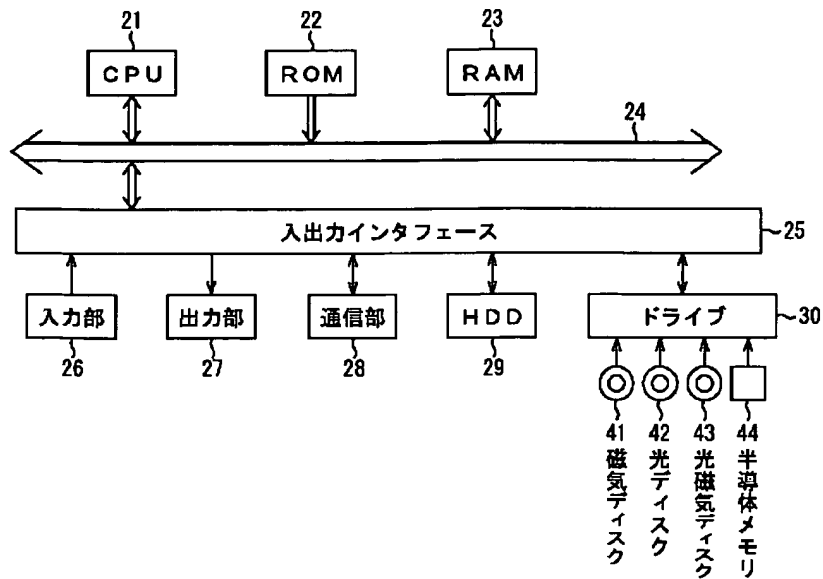 21
22
23
CPU
ROM
RAM
24
入出力インタフェース
25
入力部
出力部
通信部
HDD
ドライブ
30
26
27
28
29
41
磁気ディスク
42
光ディスク
43
光磁気ディスク
44
半導体メモリ